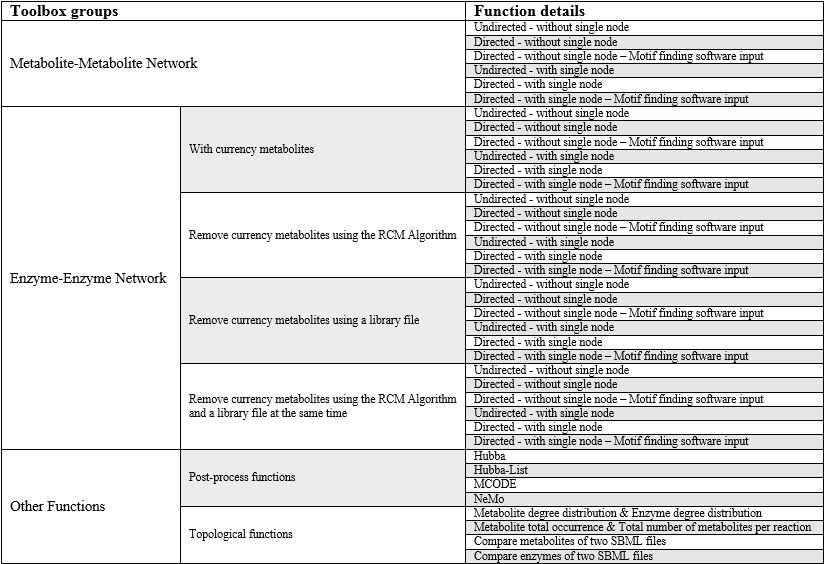 Toolbox groups
Function details
Metabolite-Metabolite Network
Undirected - without single node
Directed - without single node
Directed - without single node – Motif finding software input
Undirected - with single node
Directed - with single node
Directed - with single node – Motif finding software input
Enzyme-Enzyme Network
With currency metabolites
Undirected - without single node
Directed - without single node
Directed - without single node – Motif finding software input
Undirected - with single node
Directed - with single node
Directed - with single node – Motif finding software input
Remove currency metabolites using the RCM Algorithm
Undirected - without single node
Directed - without single node
Directed - without single node – Motif finding software input
Undirected - with single node
Directed - with single node
Directed - with single node – Motif finding software input
Remove currency metabolites using a library file
Undirected - without single node
Directed - without single node
Directed - without single node – Motif finding software input
Undirected - with single node
Directed - with single node
Directed - with single node – Motif finding software input
Remove currency metabolites using the RCM Algorithm
and a library file at the same time
Undirected - without single node
Directed - without single node
Directed - without single node – Motif finding software input
Undirected - with single node
Directed - with single node
Directed - with single node – Motif finding software input
Other Functions
Post-process functions
Hubba
Hubba-List
MCODE
NeMo
Topological functions
Metabolite degree distribution & Enzyme degree distribution
Metabolite total occurrence & Total number of metabolites per reaction
Compare metabolites of two SBML files
Compare enzymes of two SBML files